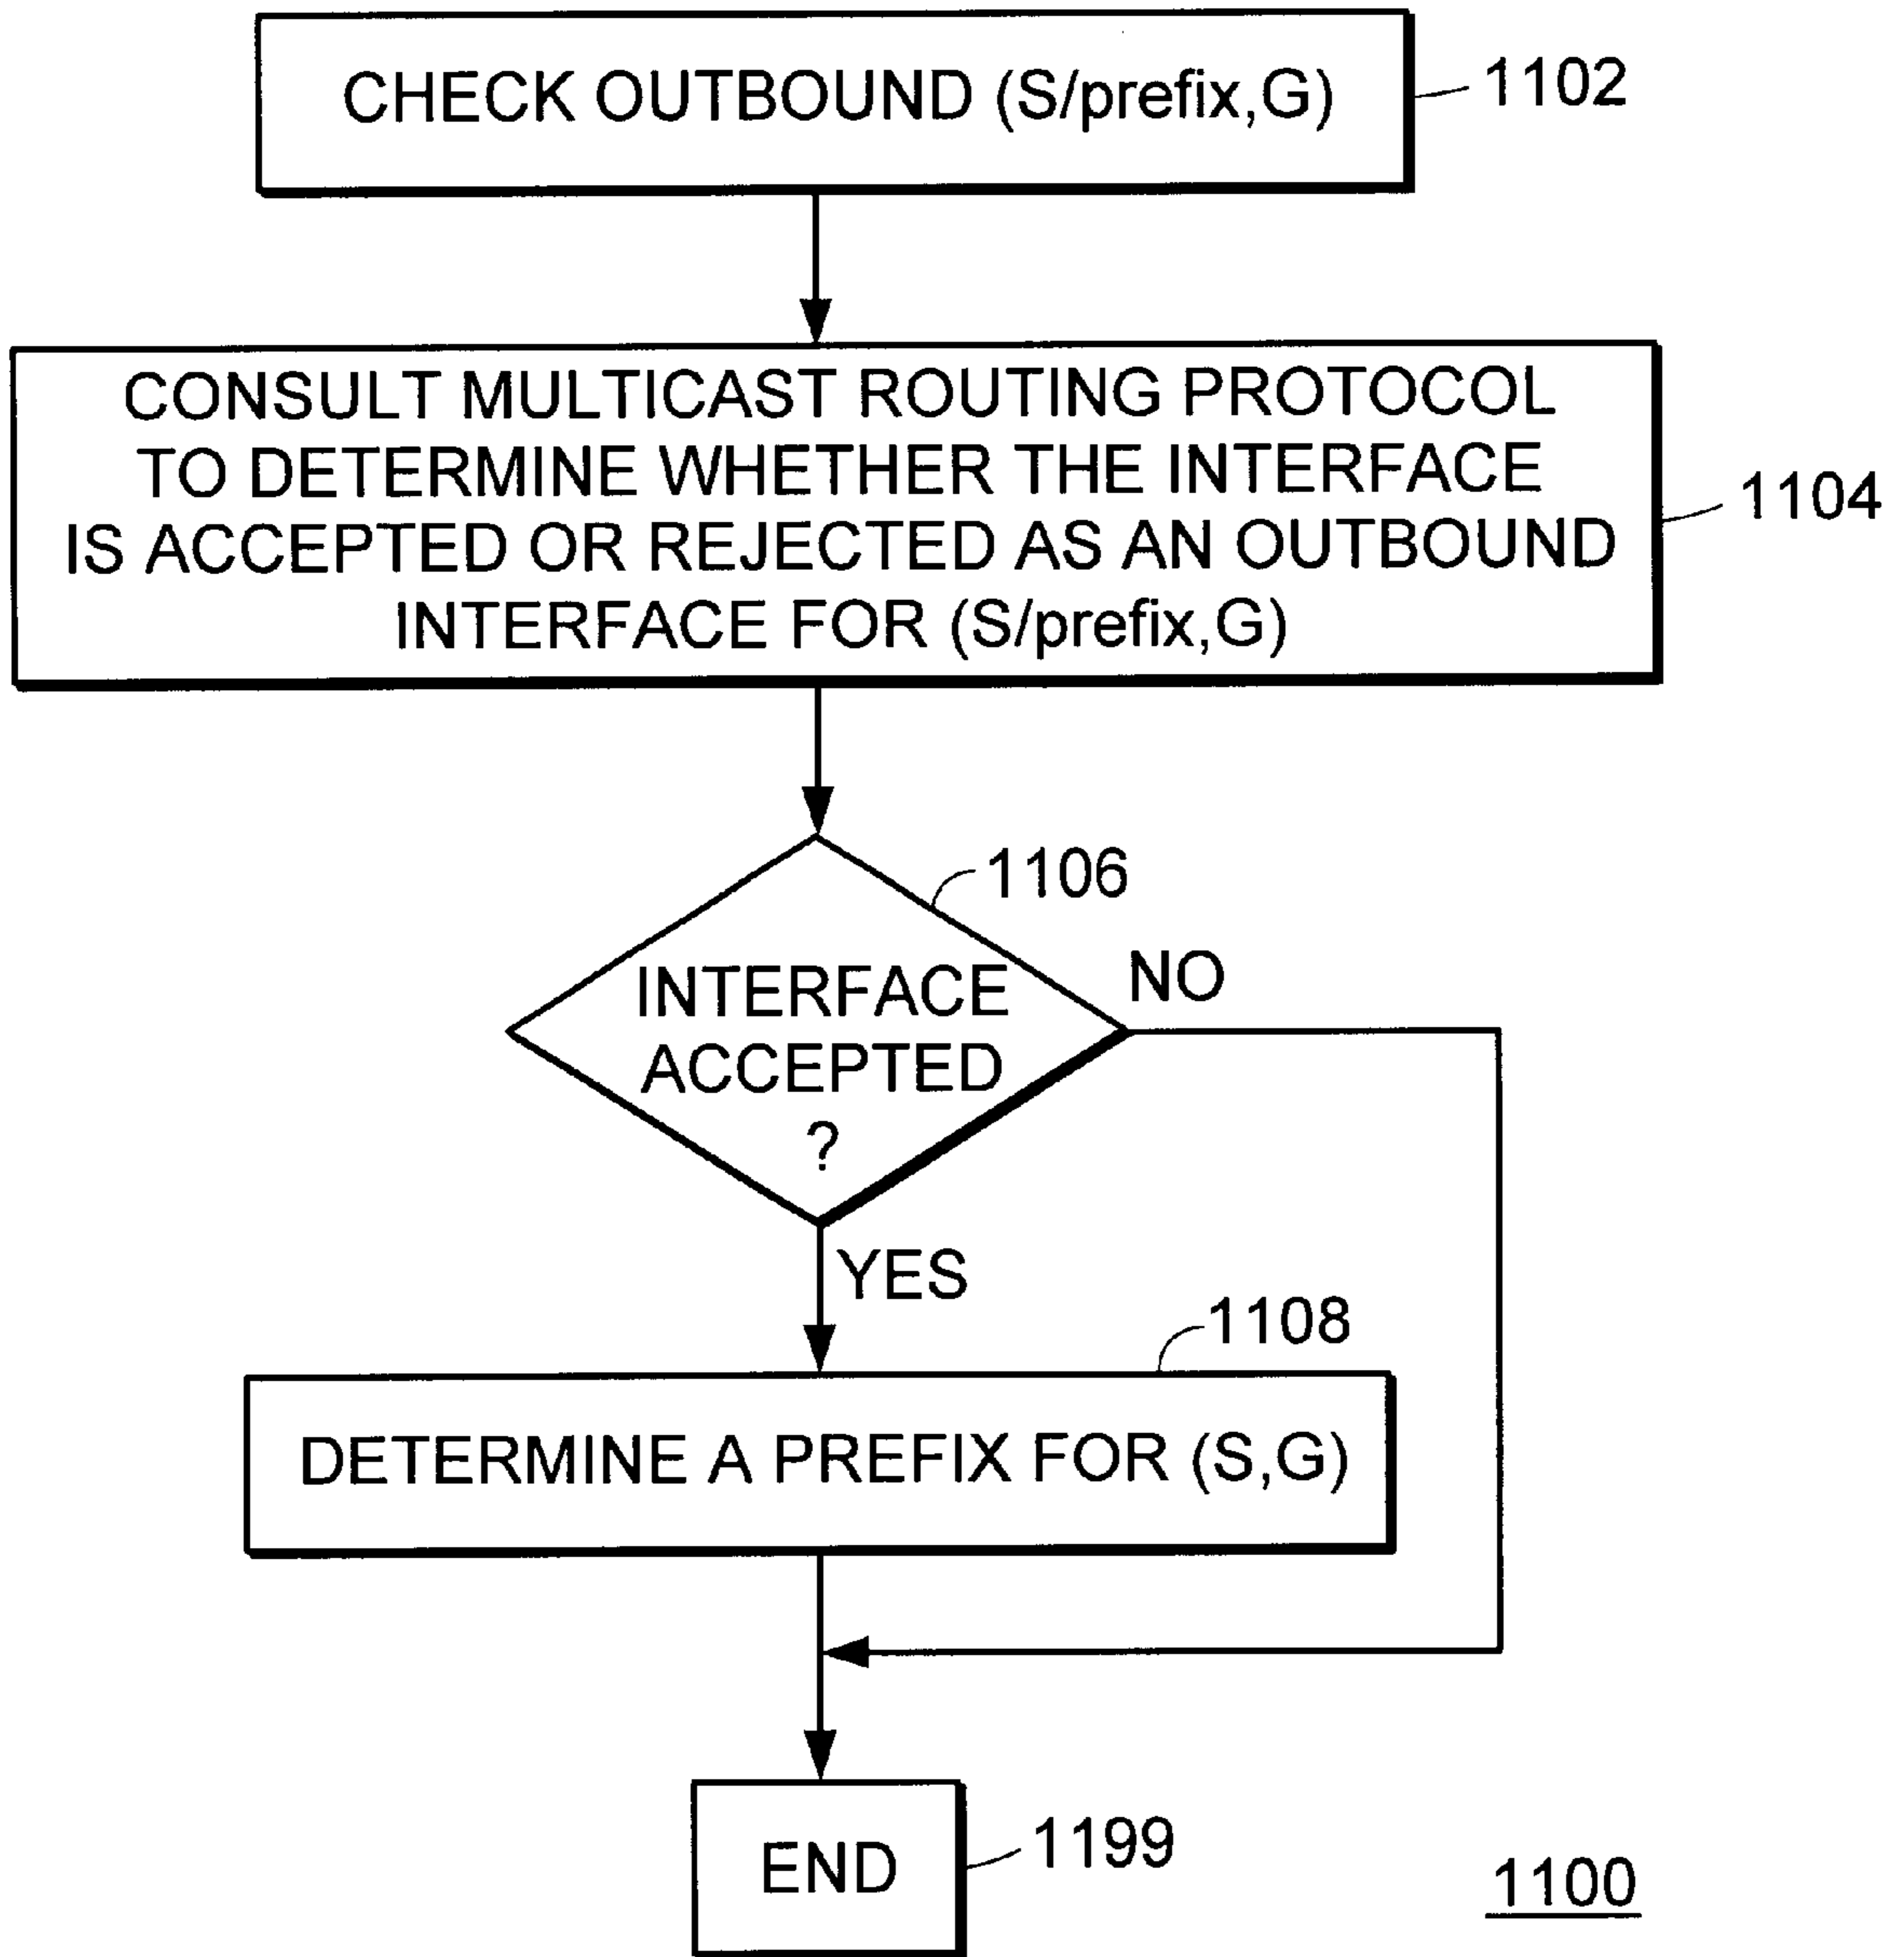 CHECK OUTBOUND (S/prefix,G)
1102
CONSULT MULTICAST ROUTING PROTOCOL
TO DETERMINE WHETHER THE INTERFACE
IS ACCEPTED OR REJECTED AS AN OUTBOUND
INTERFACE FOR (S/prefix,G)
1104
1106
INTERFACE
ACCEPTED
?
NO
YES
1108
DETERMINE A PREFIX FOR (S,G)
END
1199
1100